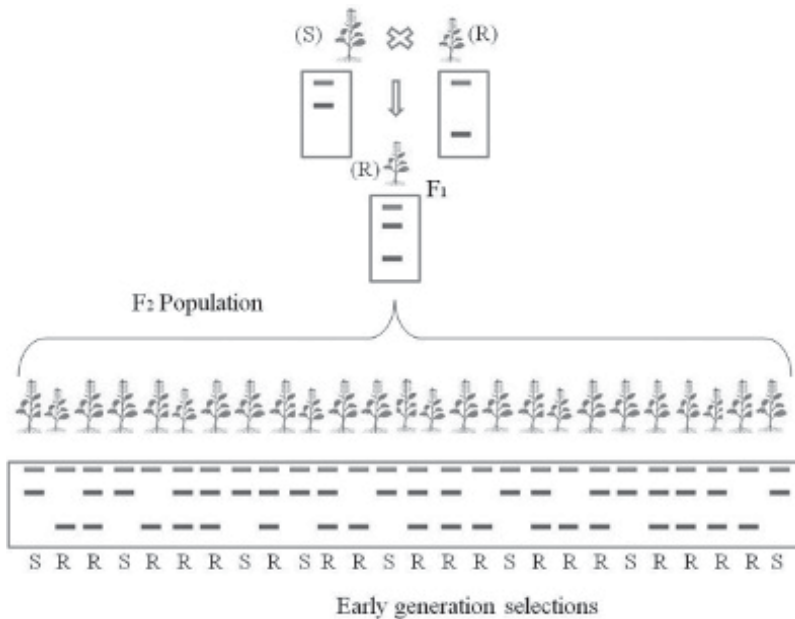 (S) (R)
(R)
F1
F2 Population
S R R S R R R S R S R R S R R R S R R R S R R R R S
Early generation selections